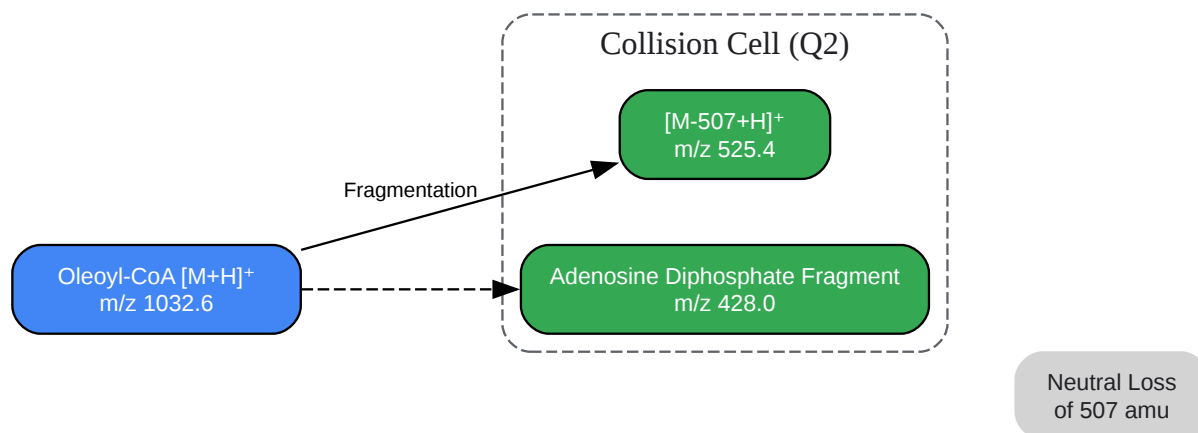 Collision Cell (Q2)
[M-507+H]⁺
m/z 525.4
Fragmentation
Oleoyl-CoA [M+H]⁺
m/z 1032.6
Adenosine Diphosphate Fragment
m/z 428.0
Neutral Loss
of 507 amu